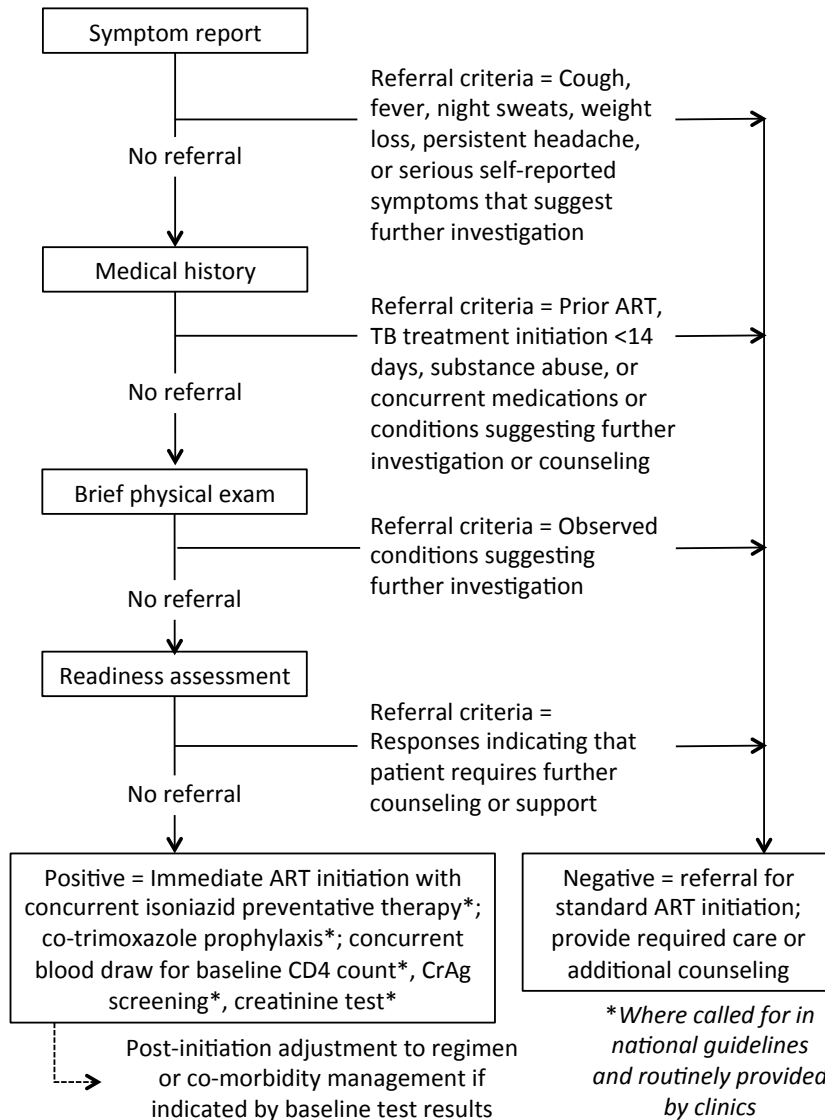 Symptom report
Referral criteria = Cough,
fever, night sweats, weight
loss, persistent headache,
or serious self-reported
symptoms that suggest
further investigation
No referral
Medical history
Referral criteria = Prior ART,
TB treatment initiation <14
days, substance abuse, or
concurrent medications or
conditions suggesting further
investigation or counseling
No referral
Brief physical exam
Referral criteria = Observed
conditions suggesting
further investigation
No referral
Readiness assessment
Referral criteria =
Responses indicating that
patient requires further
counseling or support
No referral
Positive = Immediate ART initiation with
concurrent isoniazid preventative therapy*;
co-trimoxazole prophylaxis*; concurrent
blood draw for baseline CD4 count*, CrAg
screening*, creatinine test*
Negative = referral for
standard ART initiation;
provide required care or
additional counseling
Post-initiation adjustment to regimen
or co-morbidity management if
indicated by baseline test results
*Where called for in
national guidelines
and routinely provided
by clinics